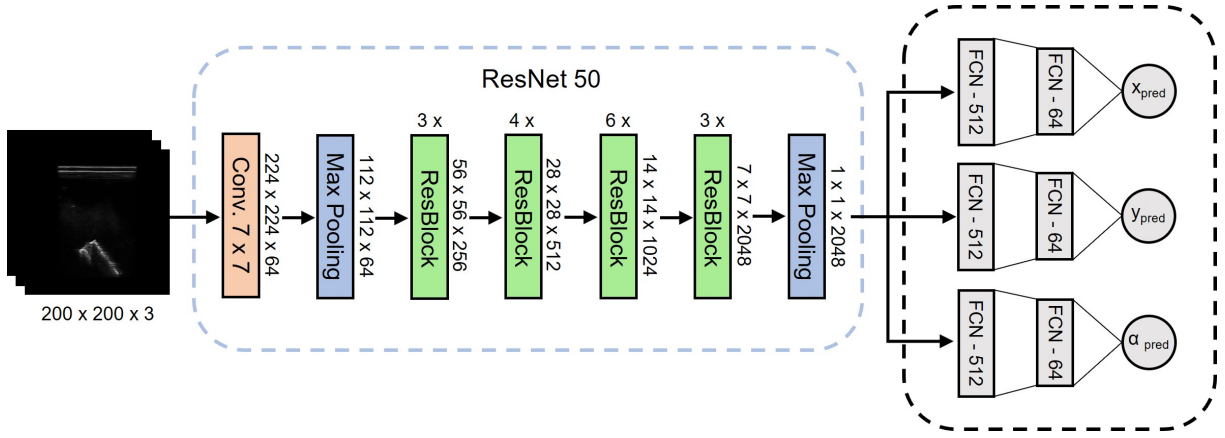 ResNet 50
200 x 200 x 3
Conv. 7 x 7
224 x 224 x 64
Max Pooling
112 x 112 x 64
3 x
ResBlock
56 x 56 x 256
4 x
ResBlock
28 x 28 x 512
6 x
ResBlock
14 x 14 x 1024
3 x
ResBlock
7 x 7 x 2048
Max Pooling
1 x 1 x 2048
FCN - 512
FCN - 64
x pred
FCN - 512
FCN - 64
y pred
FCN - 512
FCN - 64
α pred